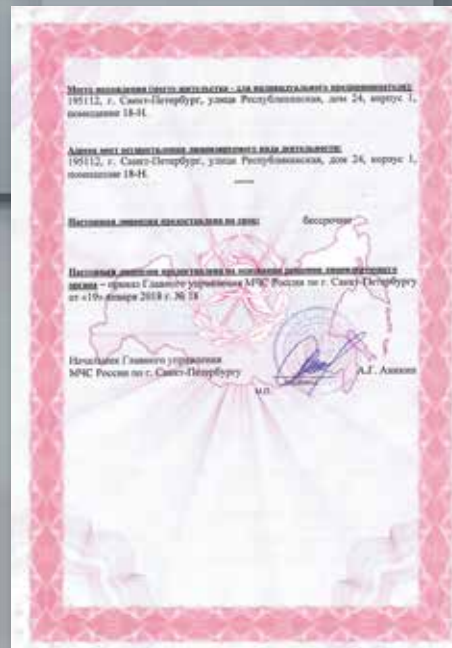 Место нахождения (место жительства - для индивидуального предпринимателя):
195112, г. Санкт-Петербург, улица Республиканская, дом 24, корпус 1,
помещение 18-Н.
Адреса мест осуществления лицензируемого вида деятельности:
195112, г. Санкт-Петербург, улица Республиканская, дом 24, корпус 1,
помещение 18-Н.
Настоящая лицензия предоставлена на срок: бессрочно
Настоящая лицензия предоставлена на основании решения лицензирующего
органа – приказ Главного управления МЧС России по г. Санкт-Петербургу
от «19» января 2018 г. № 18
Начальник Главного управления
МЧС России по г. Санкт-Петербургу А.Г. Аникин
М.П.